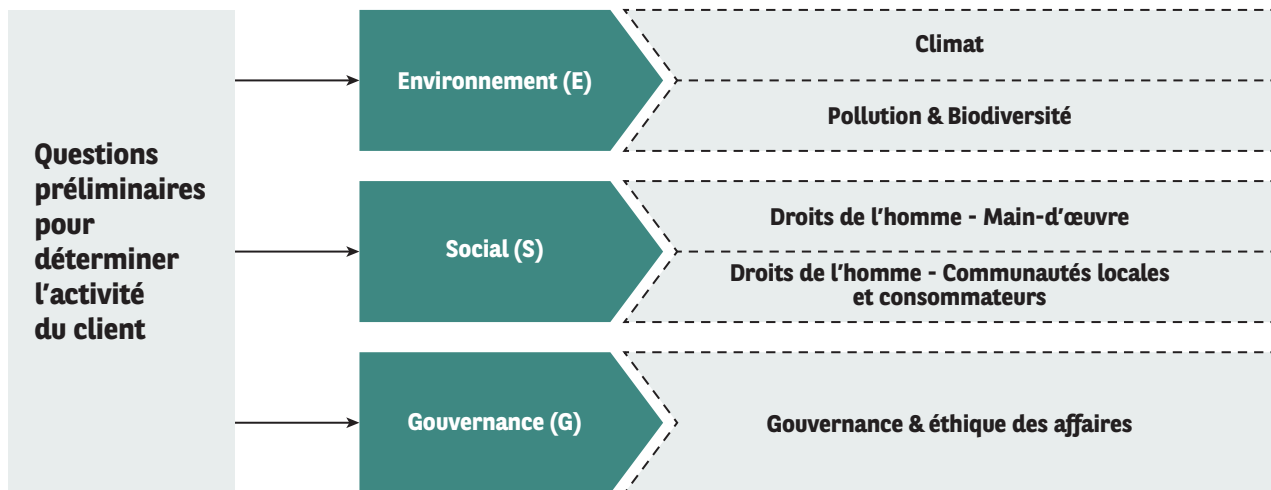 Questions
préliminaires
pour
déterminer
l’activité
du client
Environnement (E)
Climat
Pollution & Biodiversité
Social (S)
Droits de l’homme - Main-d’œuvre
Droits de l’homme - Communautés locales
et consommateurs
Gouvernance (G)
Gouvernance & éthique des affaires